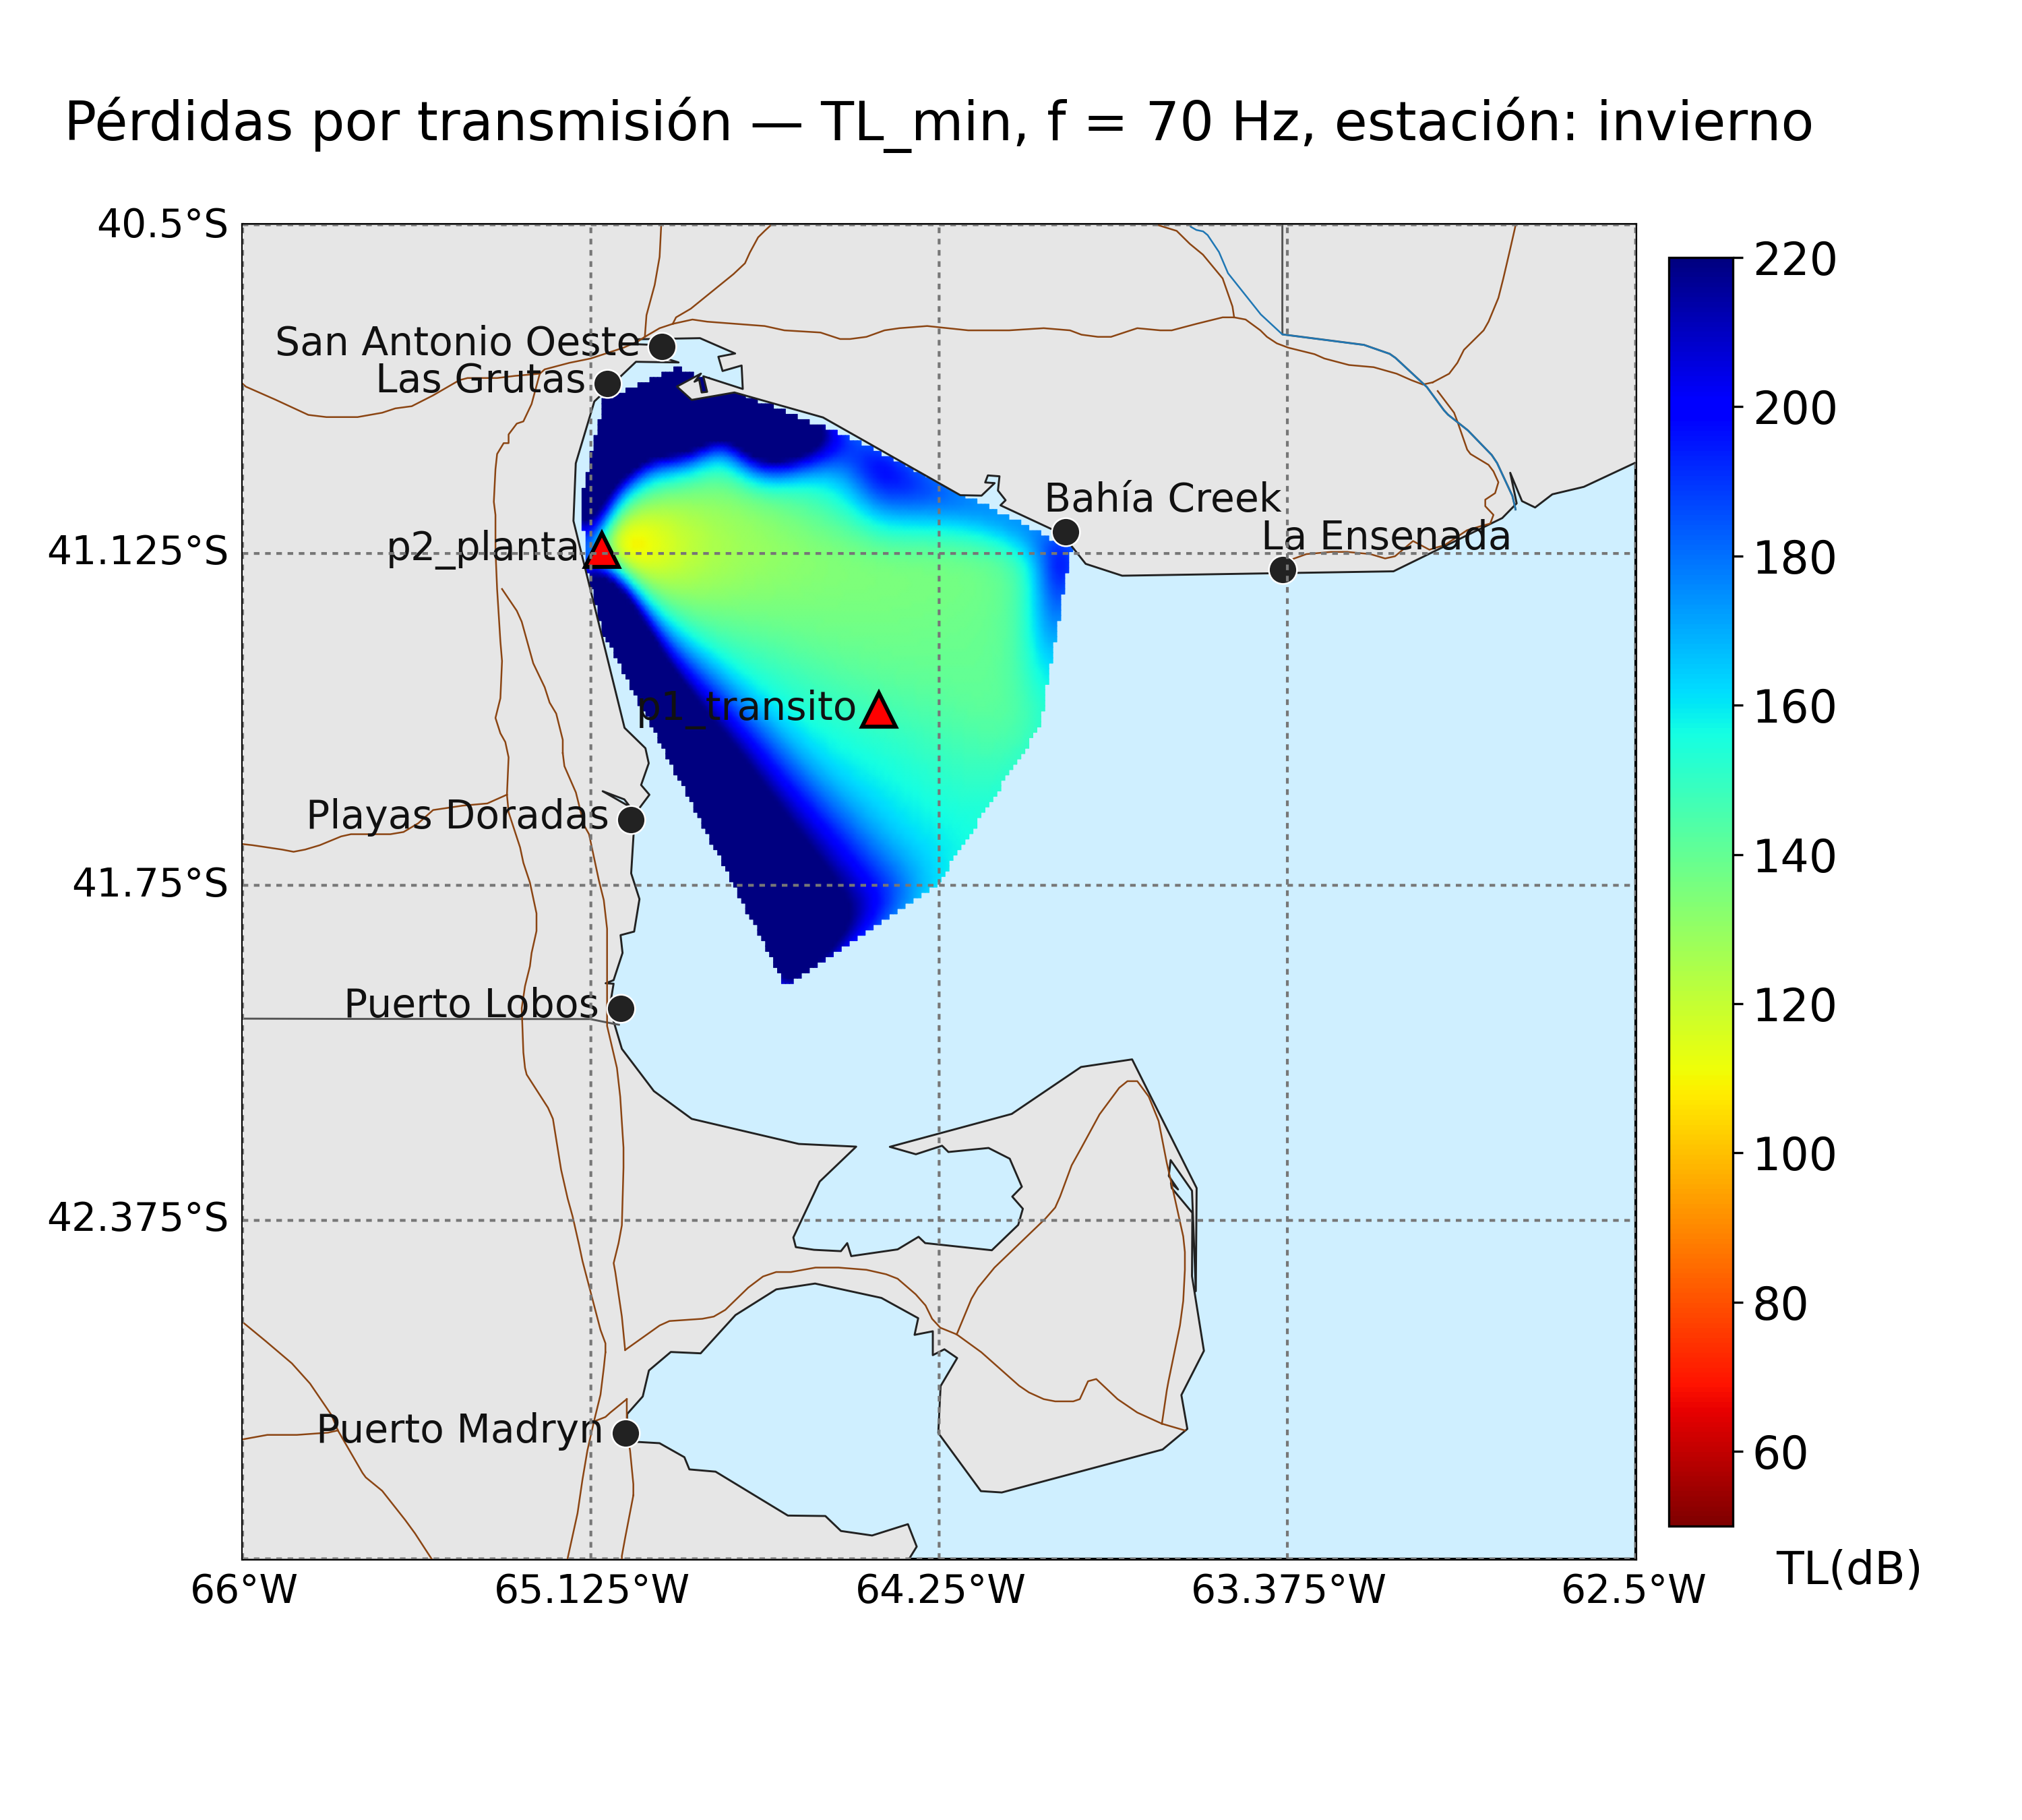 Pérdidas por transmisión — TL_min, f = 70 Hz, estación: invierno
40.5°S
220
San Antonio Oeste
Las Grutas
200
Bahía Creek
La Ensenada
p2_planta
41.125°S
180
p1_transito
160
Playas Doradas
140
41.75°S
Puerto Lobos
120
100
42.375°S
80
Puerto Madryn
60
TL(dB)
66°W
65.125°W
64.25°W
63.375°W
62.5°W